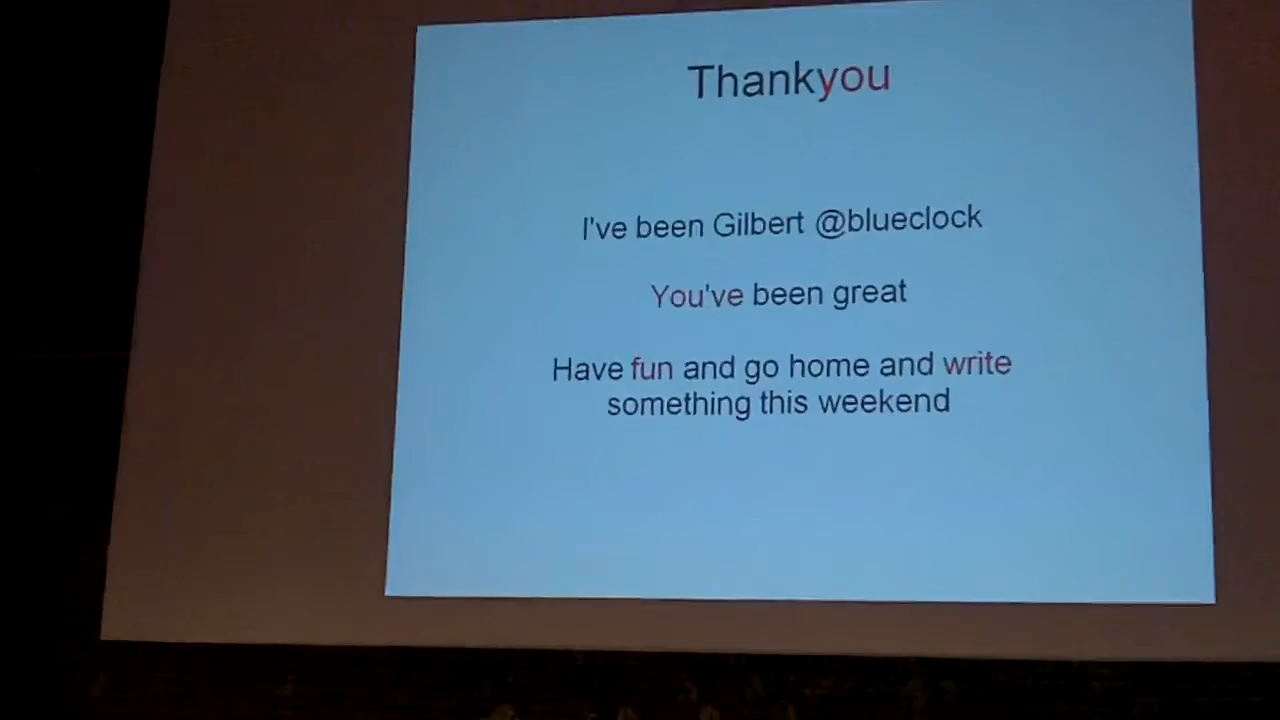 Thankyou
I've been Gilbert @blueclock
You've been great
Have fun and go home and write
something this weekend